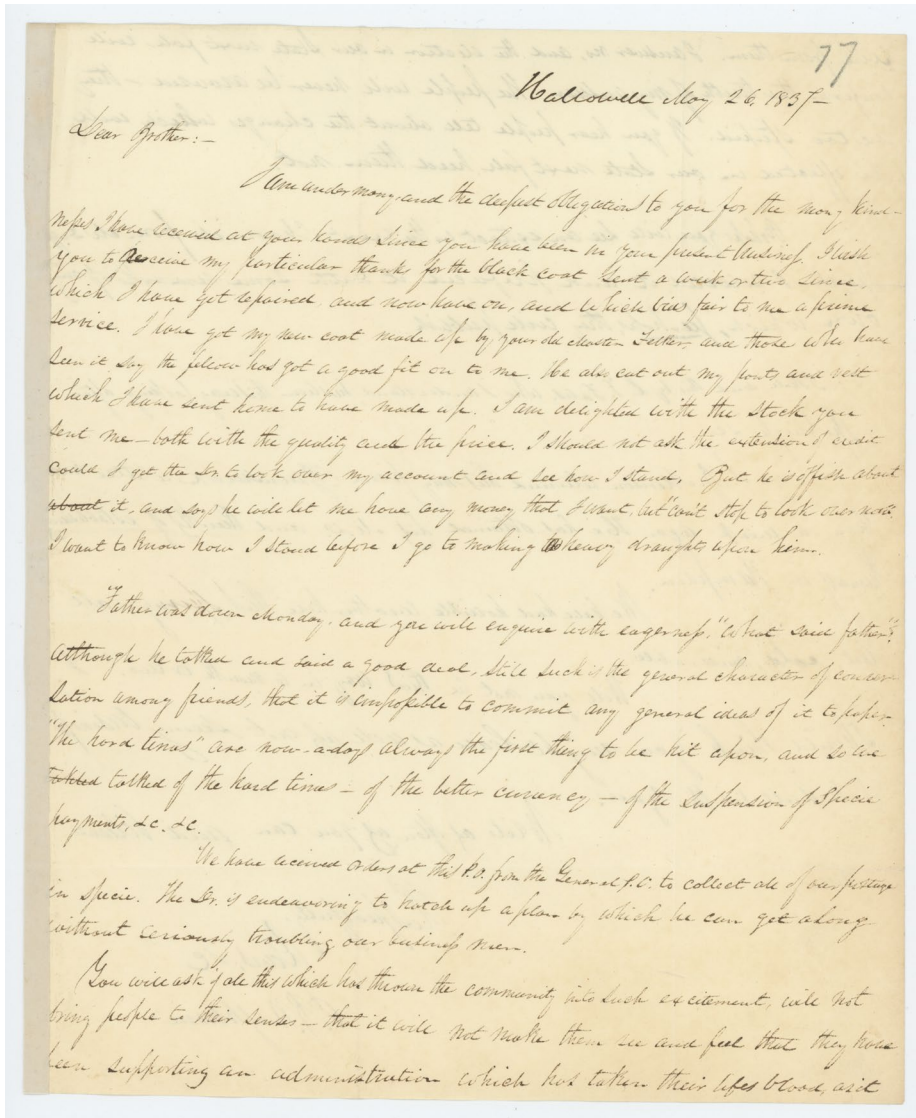 77
Hallowell May 26, 1837-
Dear Brother:-
I am under many and the deepest obligations to you for the many kind-
nesses I have received at your hands since you have been in your present business. I wish
you to receive my particular thanks for the black coat sent a week or two since,
which I have got repaired and now have on, and which bids fair to me a prime
service. I have got my new coat made up by your old Master Felker and those who have
seen it say the fellow has got a good fit on to me. He also cut out my pants and vest
which I have sent home to have made up. I am delighted with the stock you
sent me - both with the quality and the price. I should not ask the extension of credit
could I get the Dr. to look over my account and see how I stand. But he is offish about
about it, and says he will let me have any money that I want, but "can't stop to look over now".
I want to know how I stand before I go to making heavy draughts upon him.
Father was down Monday, and you will enquire with eagerness, "What said father"?
Although he talked and said a good deal, still such is the general character of conver-
sation among friends, that it is impossible to commit any general ideas of it to paper.
"The hard times" are now-a-days always the first thing to be hit upon, and so we
talked talked of the hard times - of the better currency - of the suspension of specie
payments, &c. &c.
We have received orders at this P.O. from the General P.O. to collect all of our postage
in specie. The Dr. is endeavoring to hatch up a plan by which he can get along
without seriously troubling our business men.
You will ask "if all this which has thrown the community into such excitement, will not
bring people to their senses - that it will not make them see and feel that they have
been supporting an administration which has taken their lifes blood, as it